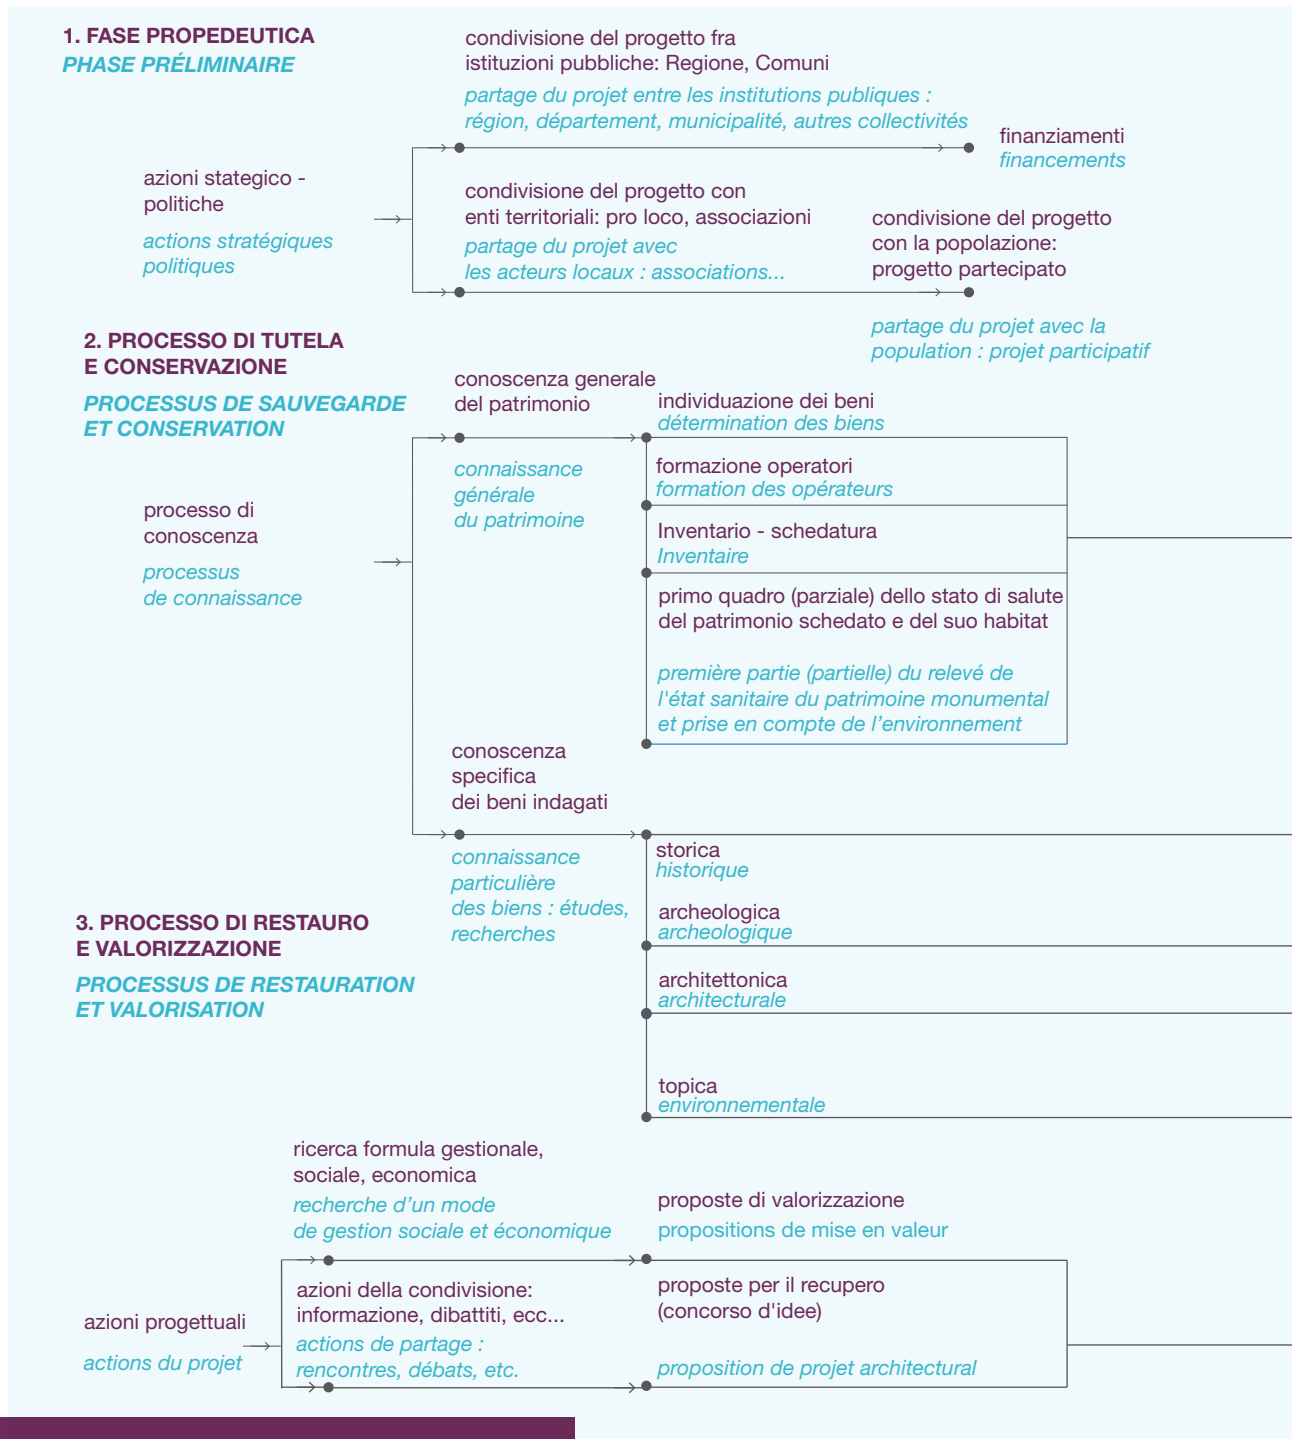 1. FASE PROPEDEUTICA
PHASE PRÉLIMINAIRE
condivisione del progetto fra
istituzioni pubbliche: Regione, Comuni
partage du projet entre les institutions publiques :
région, département, municipalité, autres collectivités
finanziamenti
financements
azioni stategico -
politiche
actions stratégiques
politiques
condivisione del progetto con
enti territoriali: pro loco, associazioni
partage du projet avec
les acteurs locaux : associations...
condivisione del progetto
con la popolazione:
progetto partecipato
partage du projet avec la
population : projet participatif
2. PROCESSO DI TUTELA
E CONSERVAZIONE
PROCESSUS DE SAUVEGARDE
ET CONSERVATION
conoscenza generale
del patrimonio
connaissance
générale
du patrimoine
individuazione dei beni
détermination des biens
formazione operatori
formation des opérateurs
Inventario - schedatura
Inventaire
primo quadro (parziale) dello stato di salute
del patrimonio schedato e del suo habitat
première partie (partielle) du relevé de
l'état sanitaire du patrimoine monumental
et prise en compte de l’environnement
processo di
conoscenza
processus
de connaissance
conoscenza
specifica
dei beni indagati
connaissance
particulière
des biens : études,
recherches
storica
historique
archeologica
archeologique
architettonica
architecturale
topica
environnementale
3. PROCESSO DI RESTAURO
E VALORIZZAZIONE
PROCESSUS DE RESTAURATION
ET VALORISATION
ricerca formula gestionale,
sociale, economica
recherche d’un mode
de gestion sociale et économique
proposte di valorizzazione
propositions de mise en valeur
azioni progettuali
actions du projet
azioni della condivisione:
informazione, dibattiti, ecc...
actions de partage :
rencontres, débats, etc.
proposte per il recupero
(concorso d'idee)
proposition de projet architectural